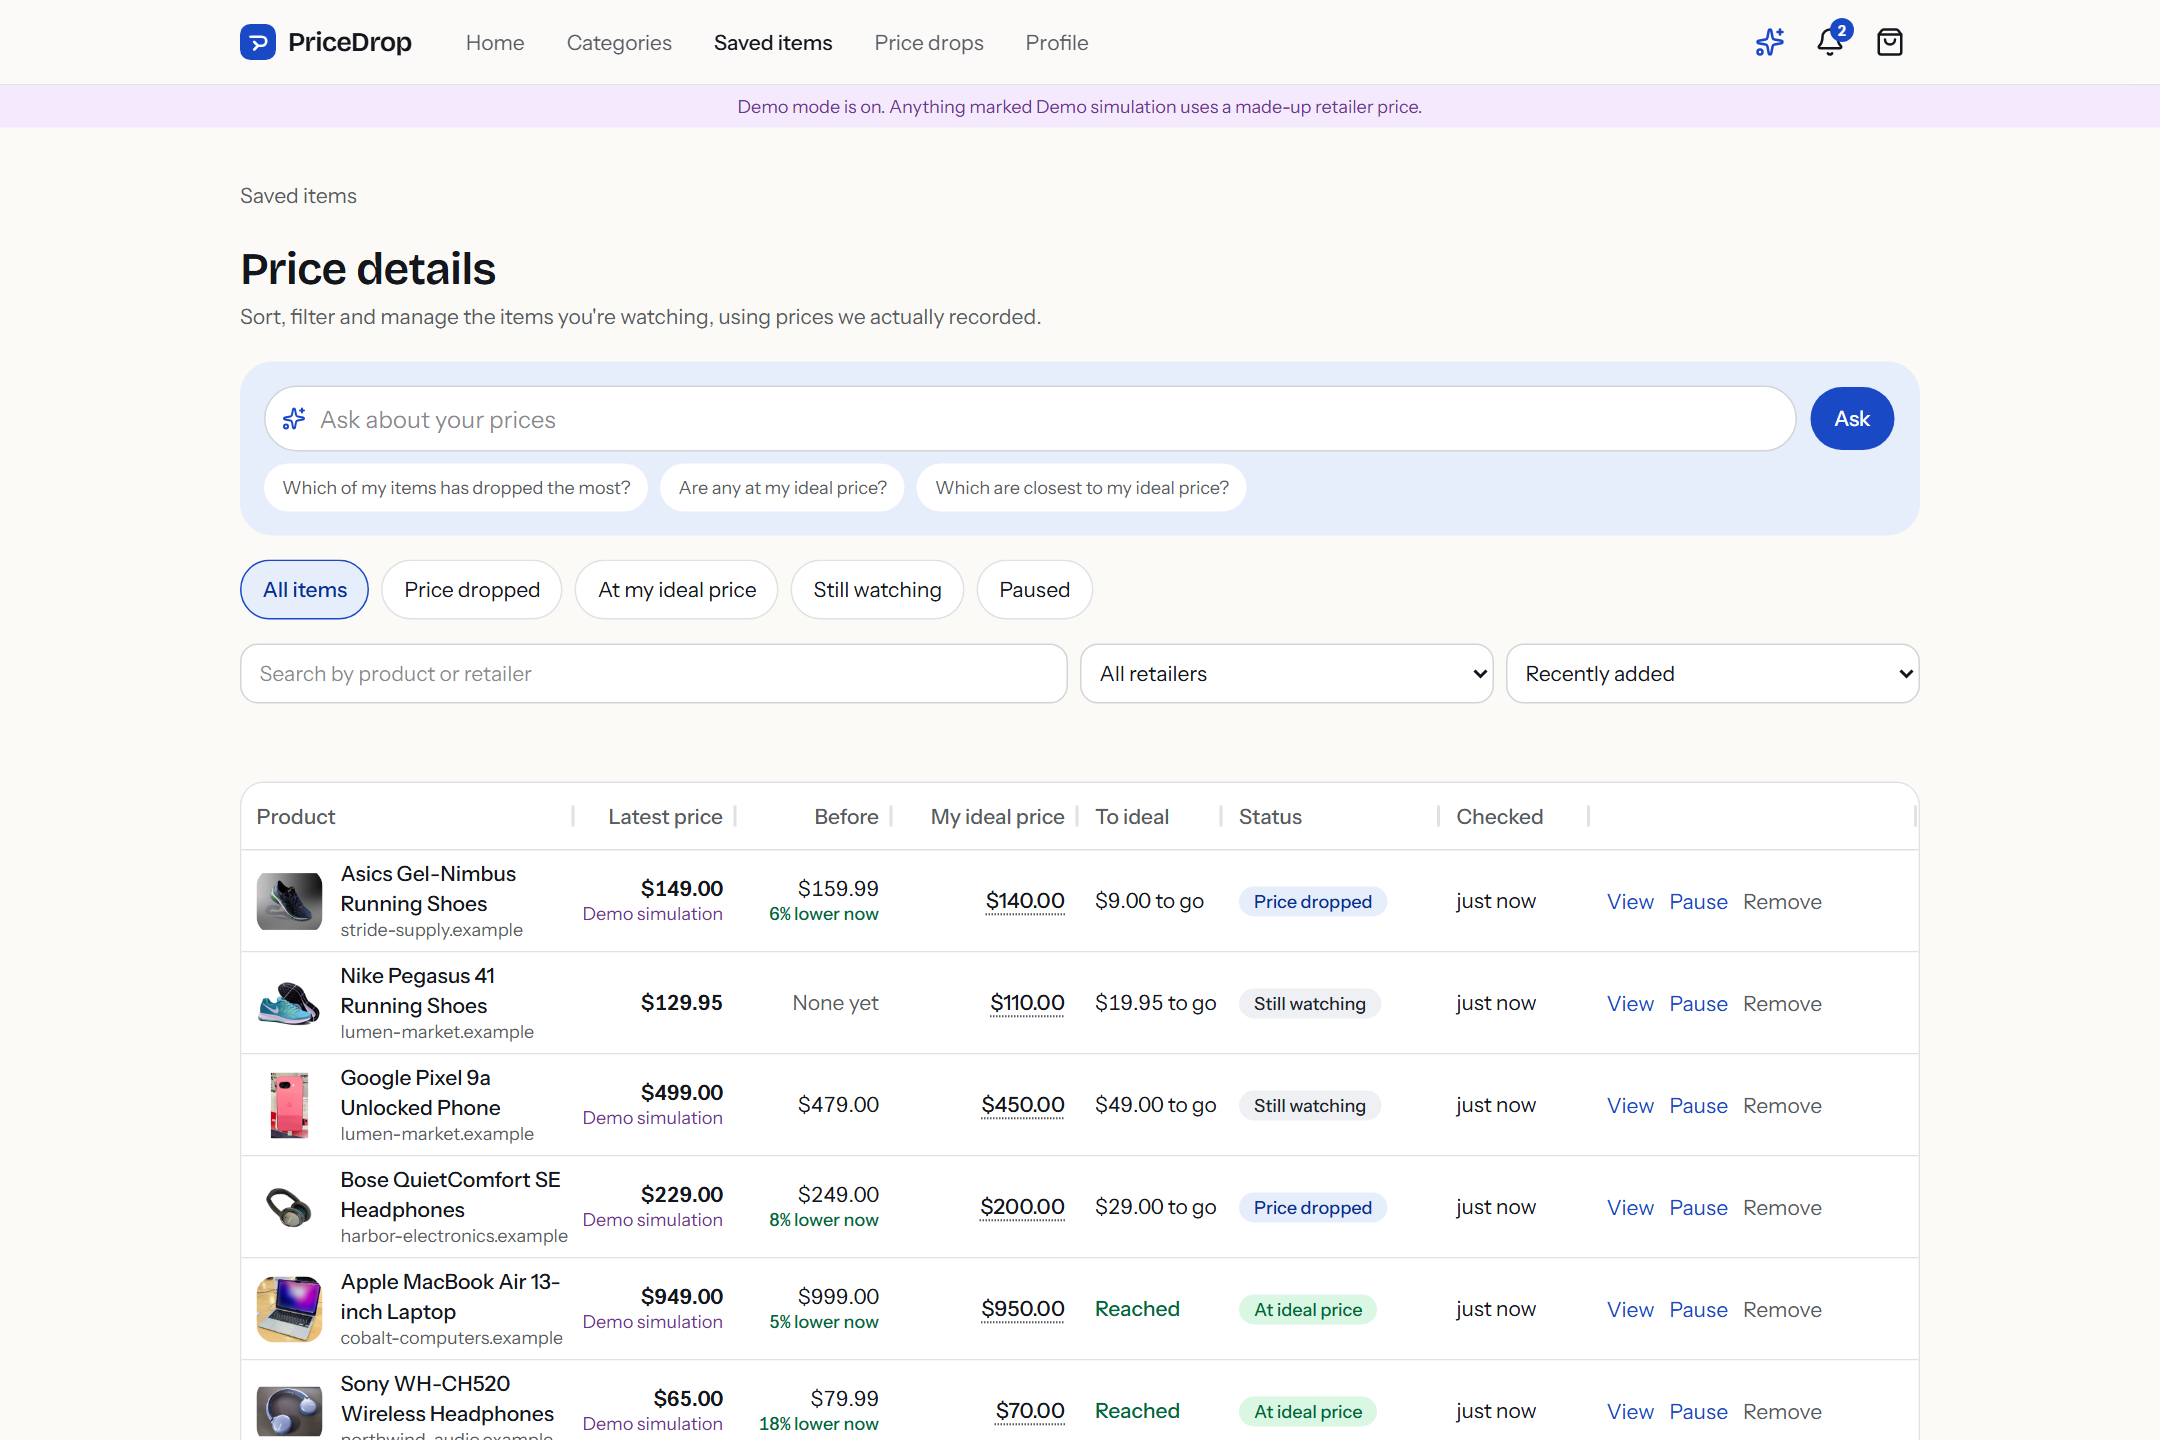 PriceDrop
Home
Categories
Saved items
Price drops
Profile
2
Demo mode is on. Anything marked Demo simulation uses a made-up retailer price.
Saved items
Price details
Sort, filter and manage the items you're watching, using prices we actually recorded.
Ask about your prices
Ask
Which of my items has dropped the most?
Are any at my ideal price?
Which are closest to my ideal price?
All items
Price dropped
At my ideal price
Still watching
Paused
Search by product or retailer
All retailers
Recently added
Product
Latest price
Before
My ideal price
To ideal
Status
Checked
Asics Gel-Nimbus
Running Shoes
stride-supply.example
$149.00
Demo simulation
$159.99
6% lower now
$140.00
$9.00 to go
Price dropped
just now
View
Pause
Remove
Nike Pegasus 41
Running Shoes
lumen-market.example
$129.95
None yet
$110.00
$19.95 to go
Still watching
just now
View
Pause
Remove
Google Pixel 9a
Unlocked Phone
lumen-market.example
$499.00
Demo simulation
$479.00
$450.00
$49.00 to go
Still watching
just now
View
Pause
Remove
Bose QuietComfort SE
Headphones
harbor-electronics.example
$229.00
Demo simulation
$249.00
8% lower now
$200.00
$29.00 to go
Price dropped
just now
View
Pause
Remove
Apple MacBook Air 13-
inch Laptop
cobalt-computers.example
$949.00
Demo simulation
$999.00
5% lower now
$950.00
Reached
At ideal price
just now
View
Pause
Remove
Sony WH-CH520
Wireless Headphones
northwind-audio.example
$65.00
Demo simulation
$79.99
18% lower now
$70.00
Reached
At ideal price
just now
View
Pause
Remove